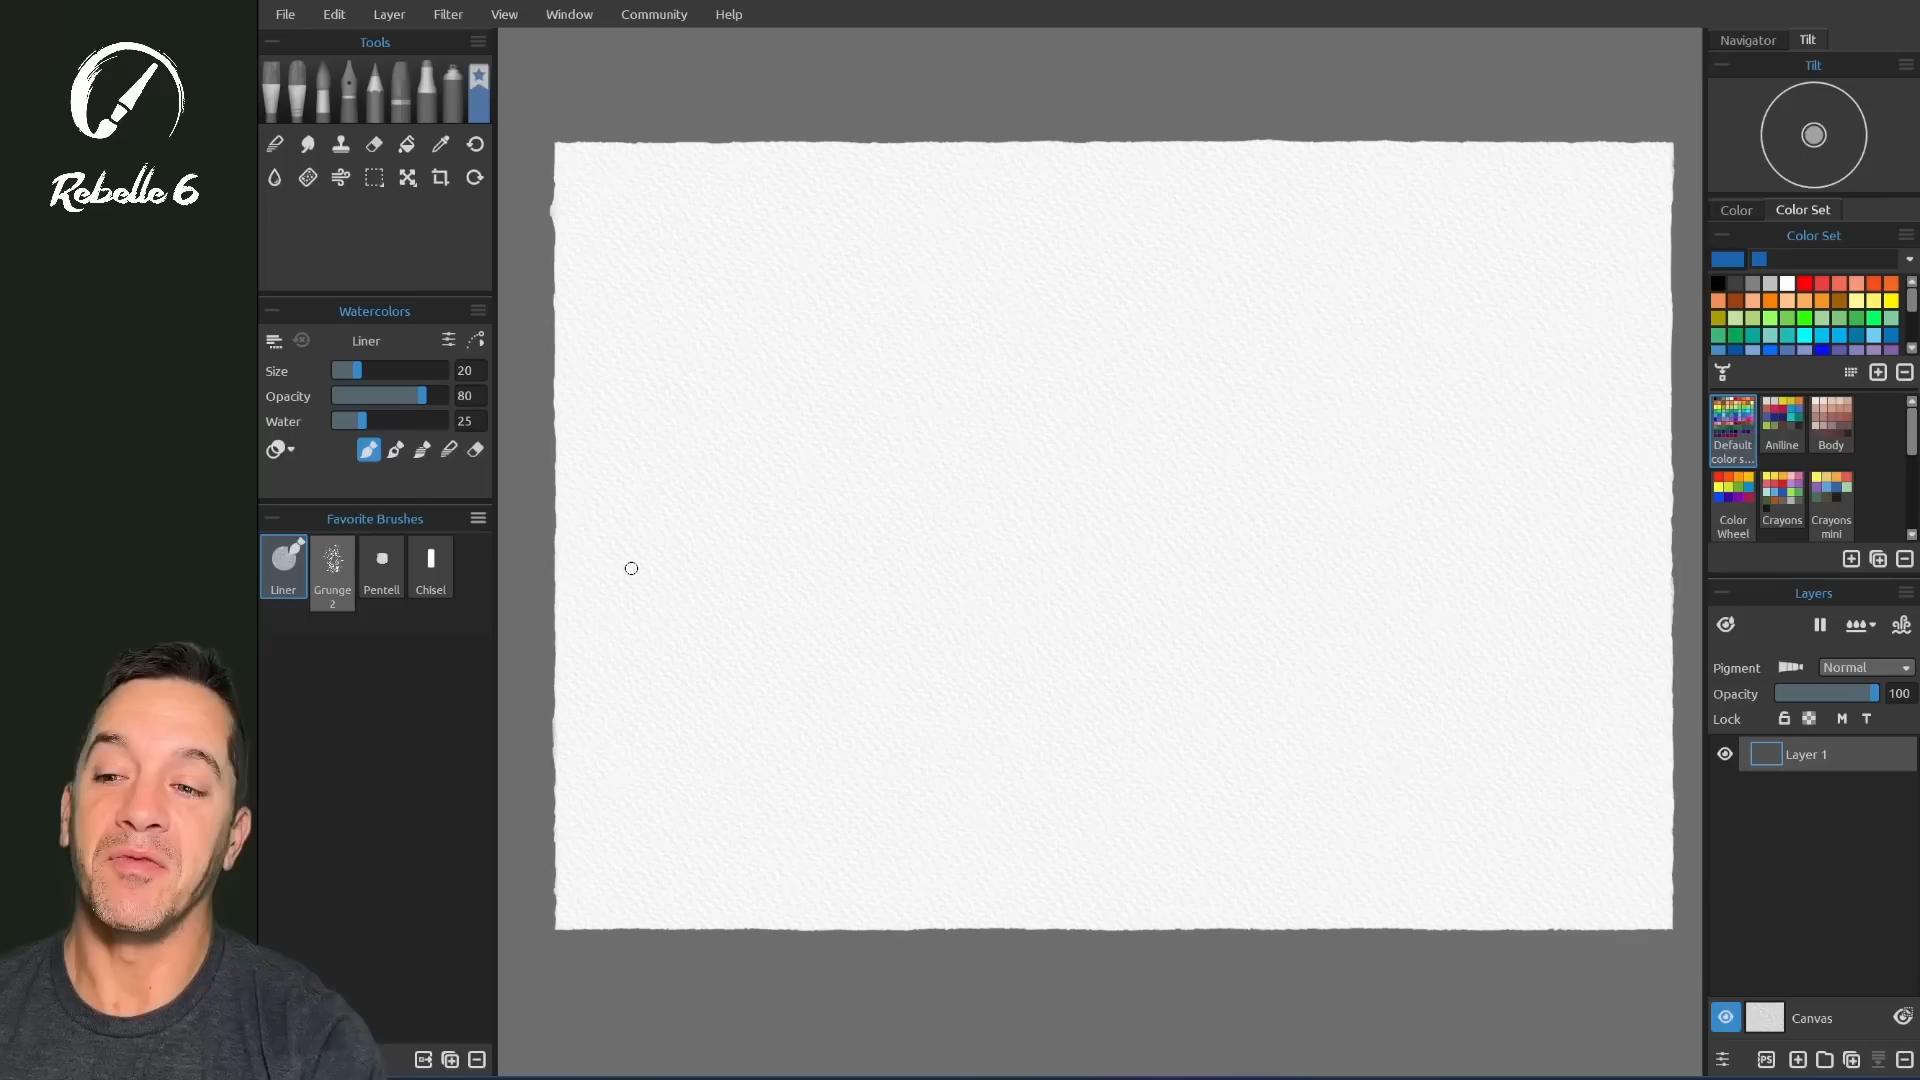 Rebelle 6
File Edit Layer Filter View Window Community Help
Tools
Watercolors
Liner
Size 20
Opacity 80
Water 25
Favorite Brushes
Liner
Grunge 2
Pentell
Chisel
Navigator Tilt
Tilt
Color Color Set
Color Set
Default color s...
Aniline
Body
Color Wheel
Crayons
Crayons mini
Layers
Pigment Normal
Opacity 100
Lock M T
Layer 1
Canvas
PS